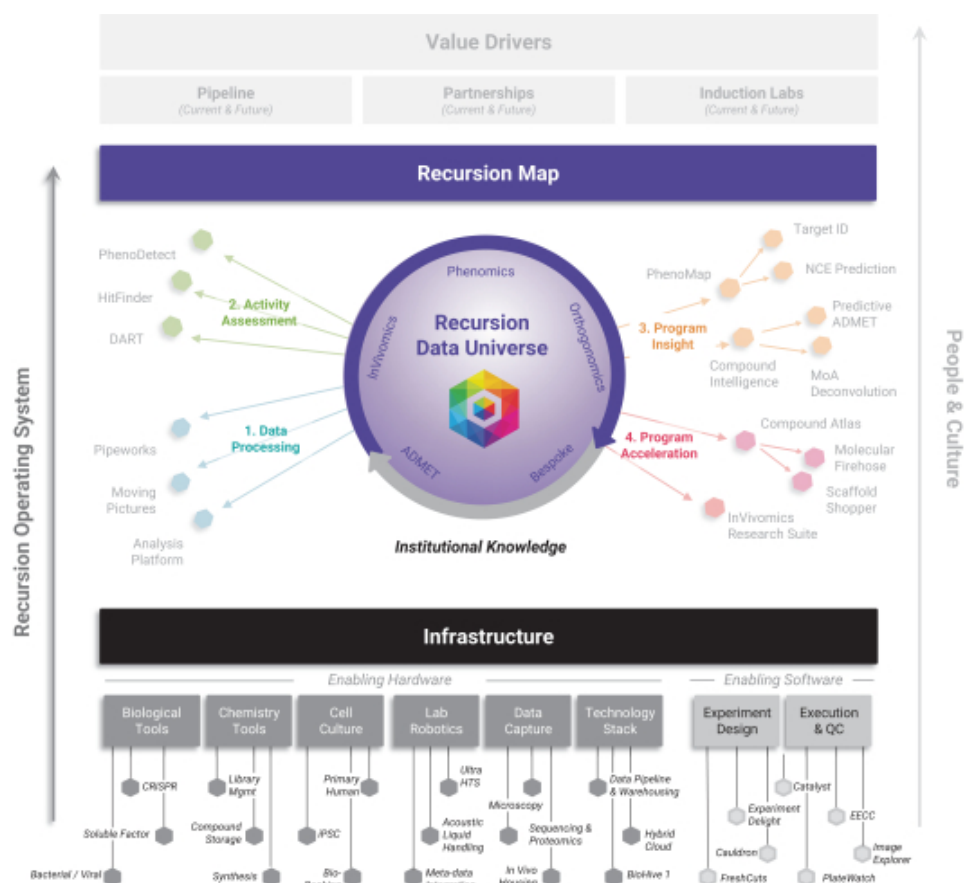 Value Drivers
Pipeline
(Current & Future)
Partnerships
(Current & Future)
Induction Labs
(Current & Future)
Recursion Map
Recursion Operating System
People & Culture
PhenoDetect
HitFinder
DART
2. Activity
Assessment
Pipeworks
Moving
Pictures
Analysis
Platform
1. Data
Processing
Phenomics
Orthogonomics
InVivomics
ADMET
Bespoke
Recursion
Data Universe
Institutional Knowledge
3. Program
Insight
PhenoMap
Target ID
NCE Prediction
Compound
Intelligence
Predictive
ADMET
MoA
Deconvolution
4. Program
Acceleration
Compound Atlas
Molecular
Firehose
Scaffold
Shopper
InVivomics
Research Suite
Infrastructure
Enabling Hardware
Enabling Software
Biological
Tools
Chemistry
Tools
Cell
Culture
Lab
Robotics
Data
Capture
Technology
Stack
Experiment
Design
Execution
& QC
CRISPR
Soluble Factor
Bacterial / Viral
Library
Mgmt
Compound
Storage
Synthesis
Primary
Human
iPSC
Bio-
Ultra
HTS
Acoustic
Liquid
Handling
Meta-data
Microscopy
Sequencing &
Proteomics
In Vivo
Data Pipeline
& Warehousing
Hybrid
Cloud
BioHive 1
Experiment
Delight
Cauldron
FreshCuts
Catalyst
EECC
Image
Explorer
PlateWatch